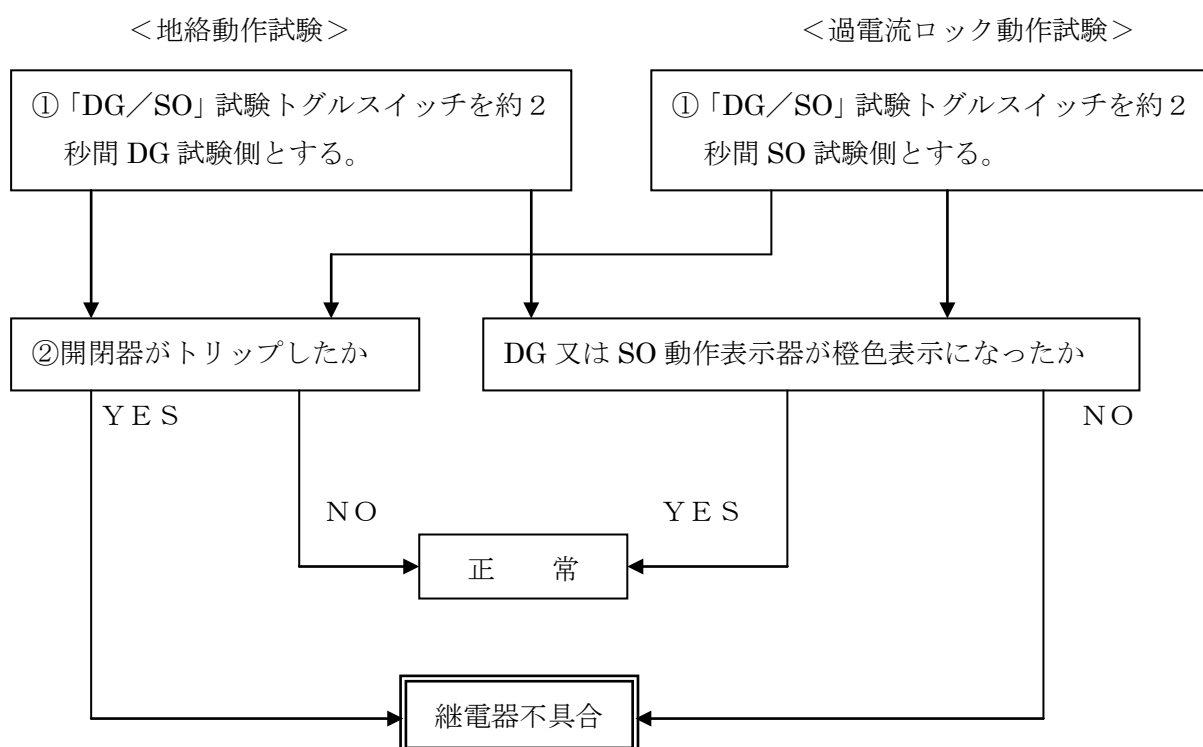 ＜地絡動作試験＞
＜過電流ロック動作試験＞
①「DG／SO」試験トグルスイッチを約２
秒間 DG 試験側とする。
①「DG／SO」試験トグルスイッチを約２
秒間 SO 試験側とする。
②開閉器がトリップしたか
DG 又は SO 動作表示器が橙色表示になったか
ＹＥＳ
ＮＯ
ＮＯ
ＹＥＳ
正　　常
継電器不具合